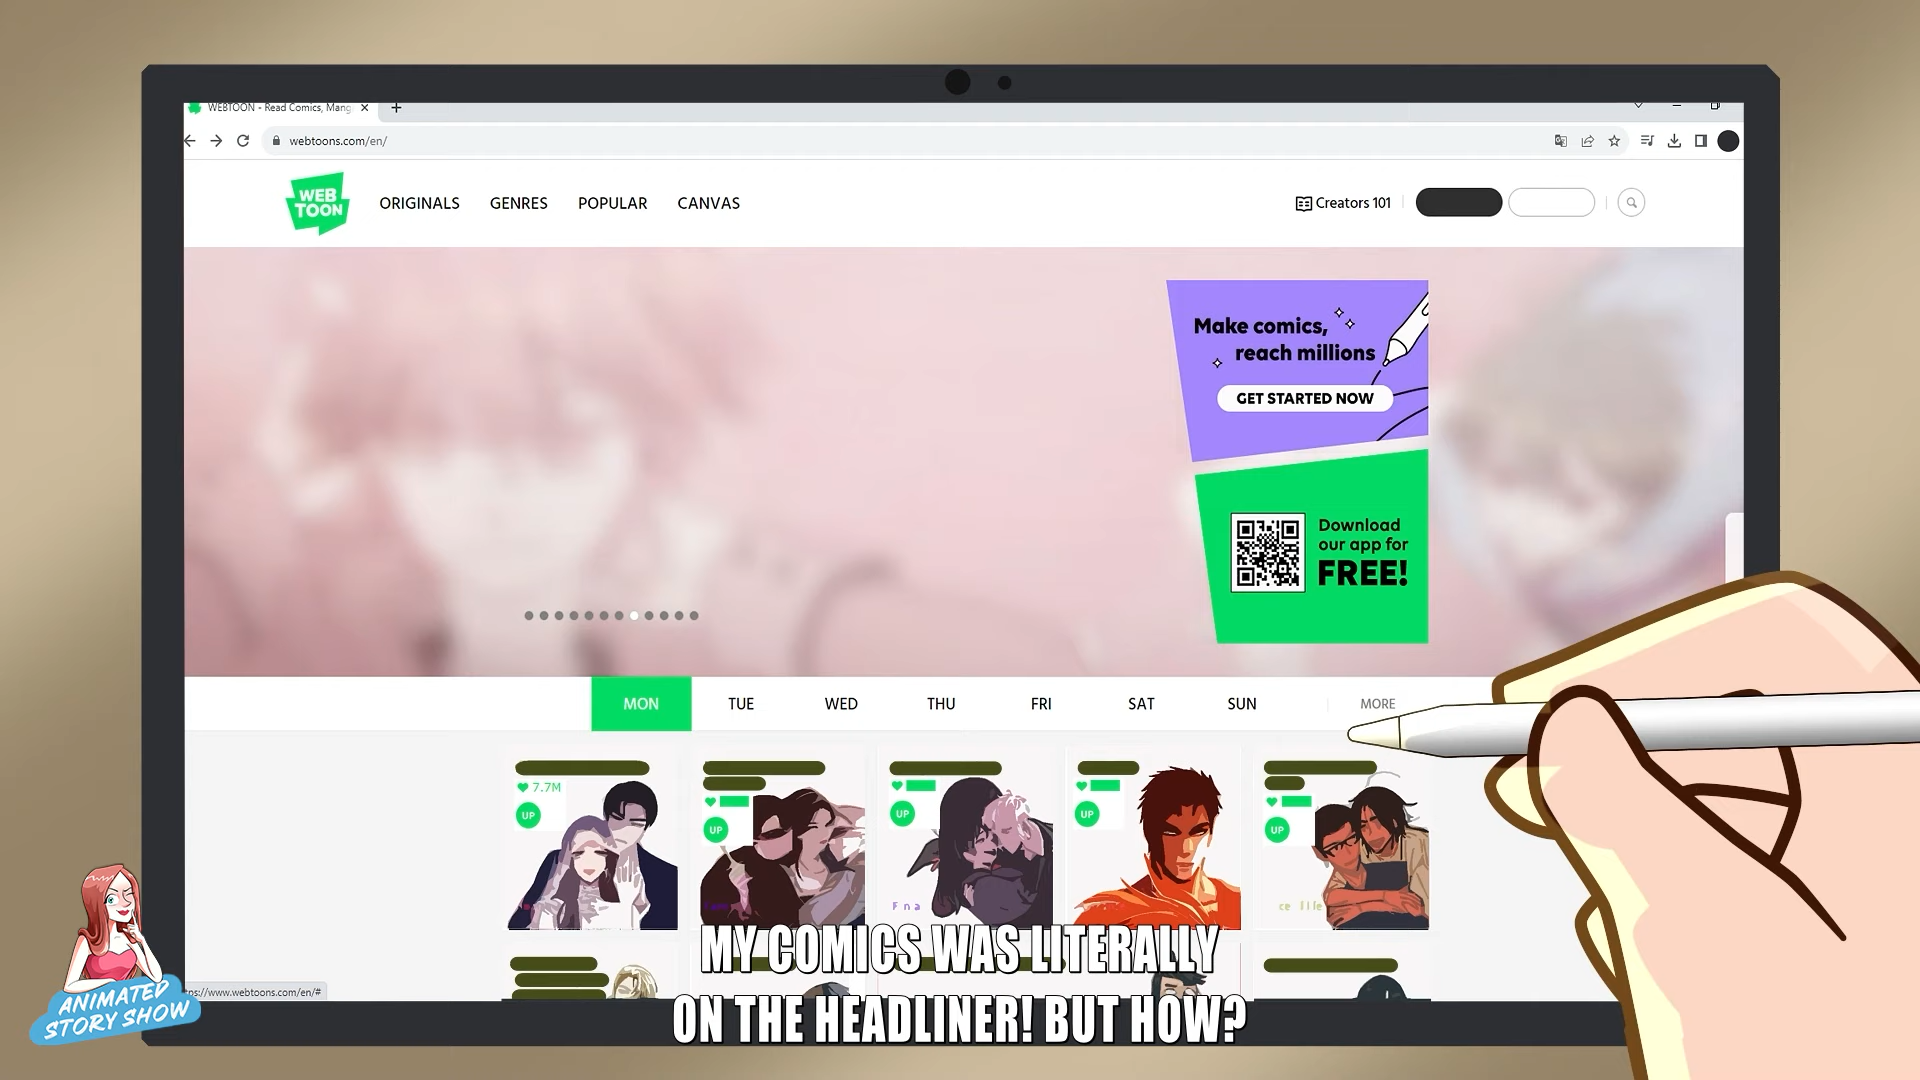 WEBTOON - Read Comics, Mang
webtoons.com/en/
WEB
TOON
ORIGINALS
GENRES
POPULAR
CANVAS
Creators 101
Make comics,
reach millions
GET STARTED NOW
Download
our app for
FREE!
MON
TUE
WED
THU
FRI
SAT
SUN
MORE
7.7M
UP
UP
UP
UP
UP
F n a
ce life
MY COMICS WAS LITERALLY
ON THE HEADLINER! BUT HOW?
ps://www.webtoons.com/en/#
ANIMATED
STORY SHOW